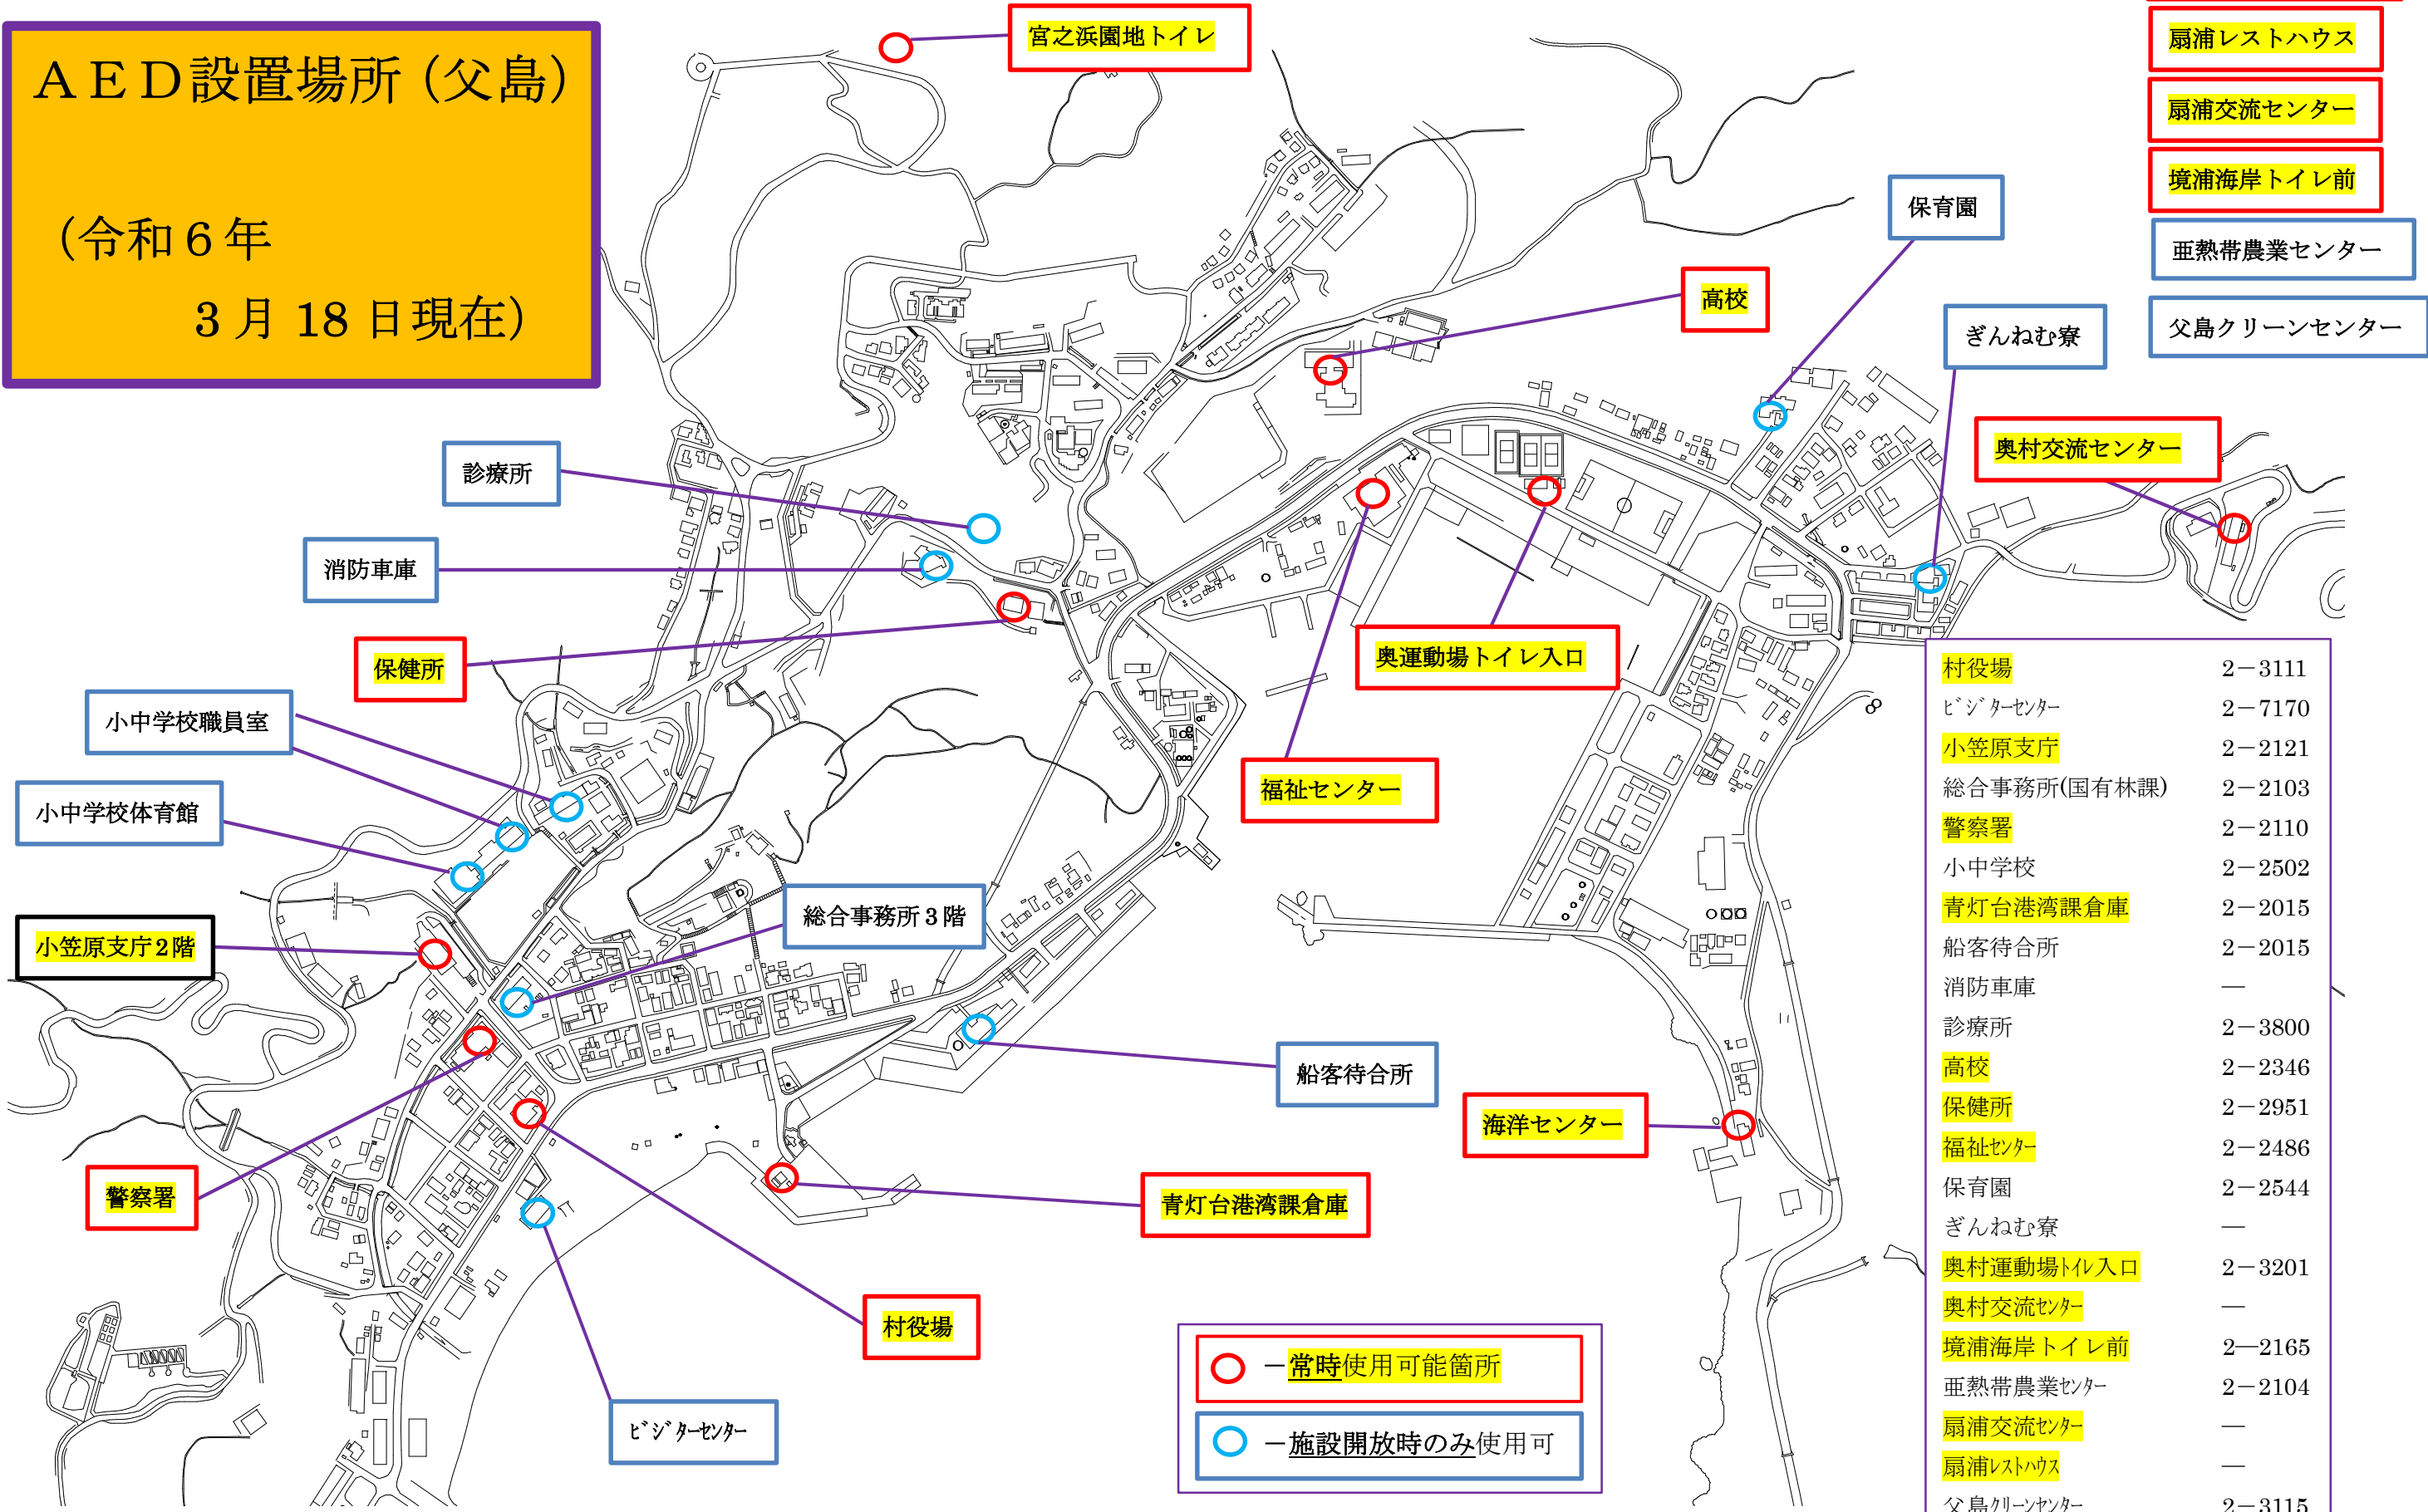 ＡＥＤ設置場所（父島）
（令和６年
３月18日現在）
宮之浜園地トイレ
扇浦レストハウス
扇浦交流センター
境浦海岸トイレ前
亜熱帯農業センター
父島クリーンセンター
保育園
高校
ぎんねむ寮
奥村交流センター
診療所
消防車庫
保健所
奥運動場トイレ入口
小中学校職員室
福祉センター
小中学校体育館
総合事務所３階
小笠原支庁２階
船客待合所
海洋センター
警察署
青灯台港湾課倉庫
村役場
ﾋﾞｼﾞﾀｰｾﾝﾀｰ
－常時使用可能箇所
－施設開放時のみ使用可
村役場 2－3111
ﾋﾞｼﾞﾀｰｾﾝﾀｰ 2－7170
小笠原支庁 2－2121
総合事務所(国有林課) 2－2103
警察署 2－2110
小中学校 2－2502
青灯台港湾課倉庫 2－2015
船客待合所 2－2015
消防車庫 ―
診療所 2－3800
高校 2－2346
保健所 2－2951
福祉ｾﾝﾀｰ 2－2486
保育園 2－2544
ぎんねむ寮 ―
奥村運動場ﾄｲﾚ入口 2－3201
奥村交流ｾﾝﾀｰ ―
境浦海岸トイレ前 2―2165
亜熱帯農業ｾﾝﾀｰ 2－2104
扇浦交流ｾﾝﾀｰ ―
扇浦ﾚｽﾄﾊｳｽ ―
父島ｸﾘｰﾝｾﾝﾀｰ 2－3115